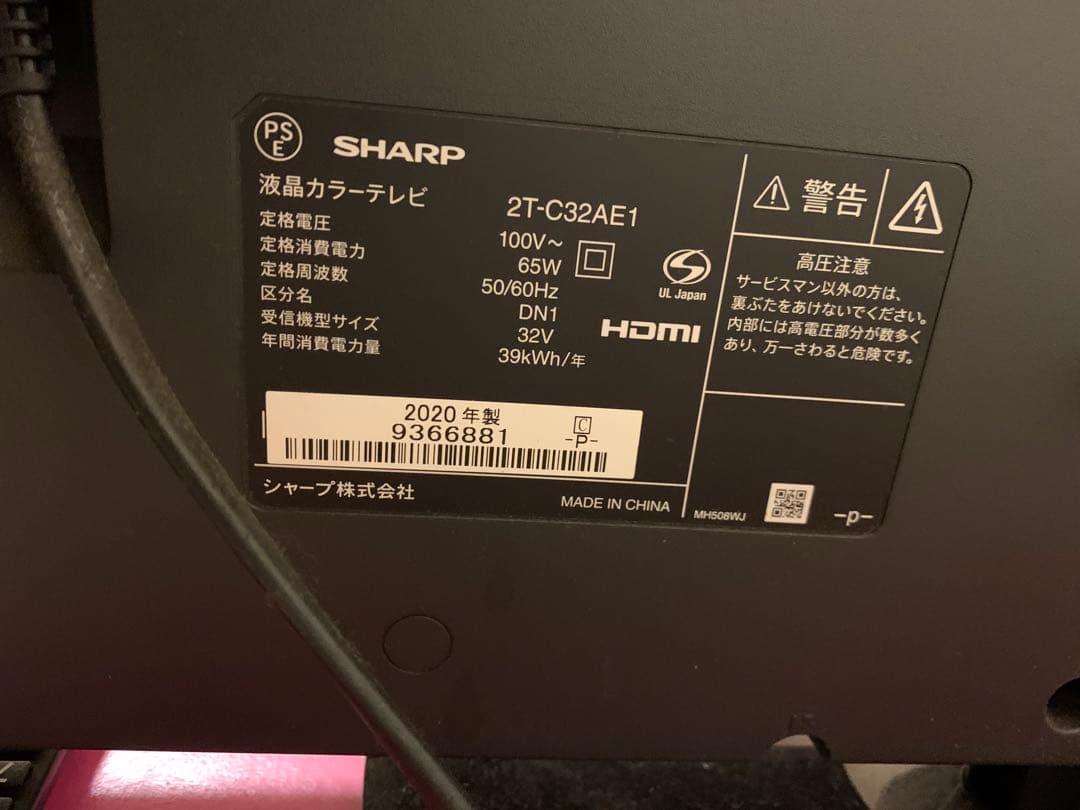 PSE
SHARP
液晶カラーテレビ 2T-C32AE1
定格電圧 100V~
定格消費電力 65W
定格周波数 50/60Hz
区分名 DN1
受信機型サイズ 32V
年間消費電力量 39kWh/年
UL Japan
HDMI
2020 年製
9366881
C
-P-
シャープ株式会社
MADE IN CHINA
警告
高圧注意
サービスマン以外の方は、
裏ぶたをあけないでください。
内部には高電圧部分が数多く
あり、万一さわると危険です。
MH508WJ
-p-